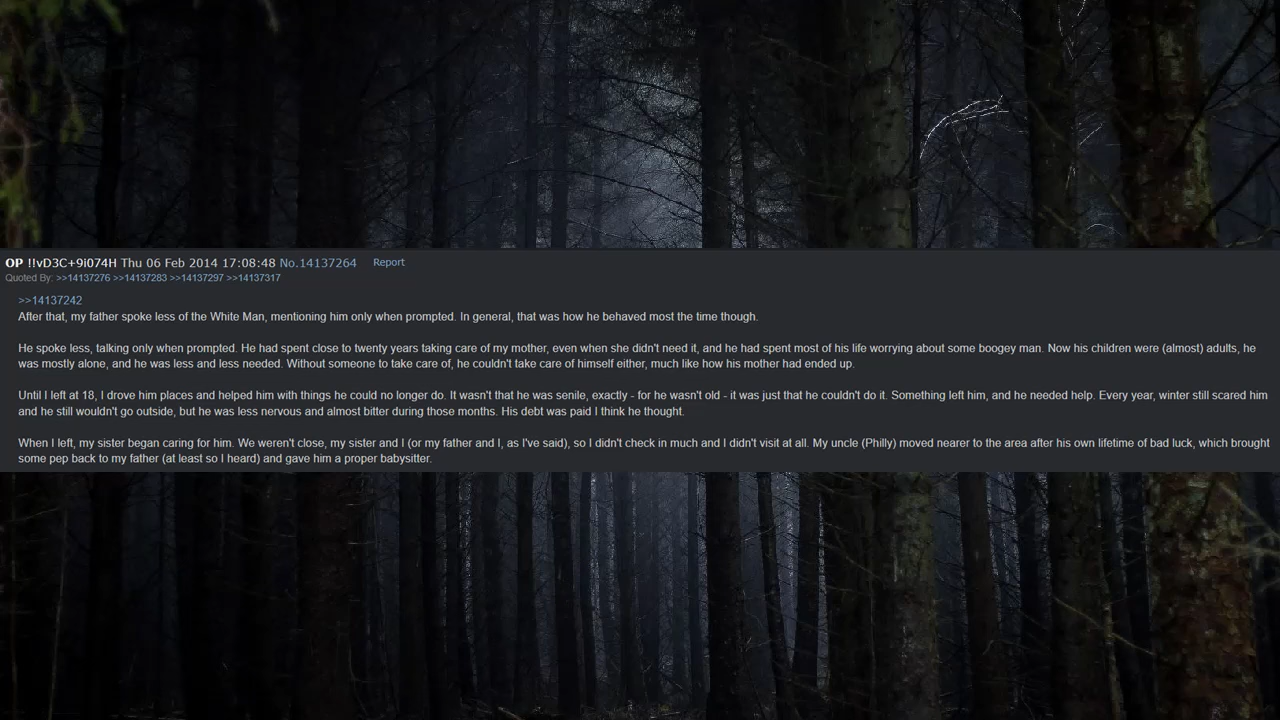 OP !!vD3C+9i074H Thu 06 Feb 2014 17:08:48 No.14137264 Report
Quoted By: >>14137276 >>14137283 >>14137297 >>14137317
>>14137242
After that, my father spoke less of the White Man, mentioning him only when prompted. In general, that was how he behaved most the time though.
He spoke less, talking only when prompted. He had spent close to twenty years taking care of my mother, even when she didn't need it, and he had spent most of his life worrying about some boogey man. Now his children were (almost) adults, he
was mostly alone, and he was less and less needed. Without someone to take care of, he couldn't take care of himself either, much like how his mother had ended up.
Until I left at 18, I drove him places and helped him with things he could no longer do. It wasn't that he was senile, exactly - for he wasn't old - it was just that he couldn't do it. Something left him, and he needed help. Every year, winter still scared him
and he still wouldn't go outside, but he was less nervous and almost bitter during those months. His debt was paid I think he thought.
When I left, my sister began caring for him. We weren't close, my sister and I (or my father and I, as I've said), so I didn't check in much and I didn't visit at all. My uncle (Philly) moved nearer to the area after his own lifetime of bad luck, which brought
some pep back to my father (at least so I heard) and gave him a proper babysitter.